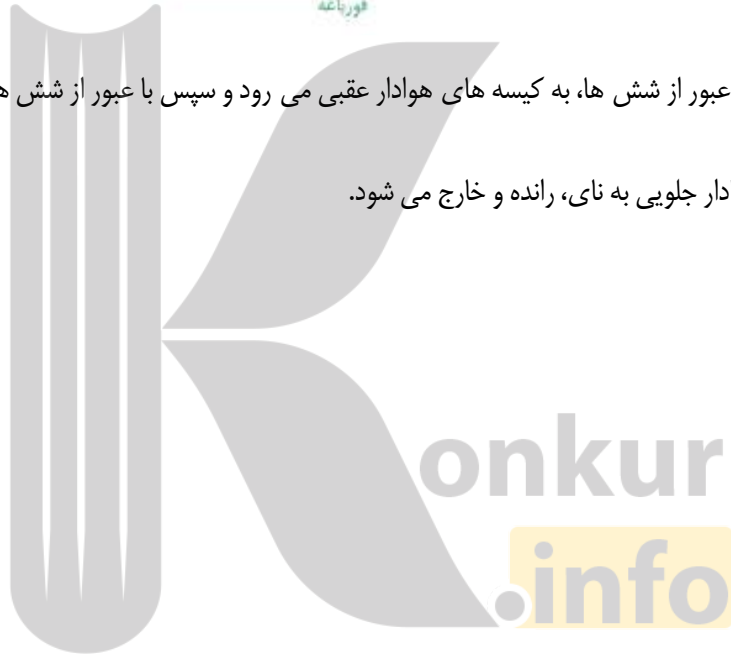 قورباغه
عبور از شش ها، به کیسه های هوادار عقبی می رود و سپس با عبور از شش ه
دار جلویی به نای، رانده و خارج می شود.
onkur
.info